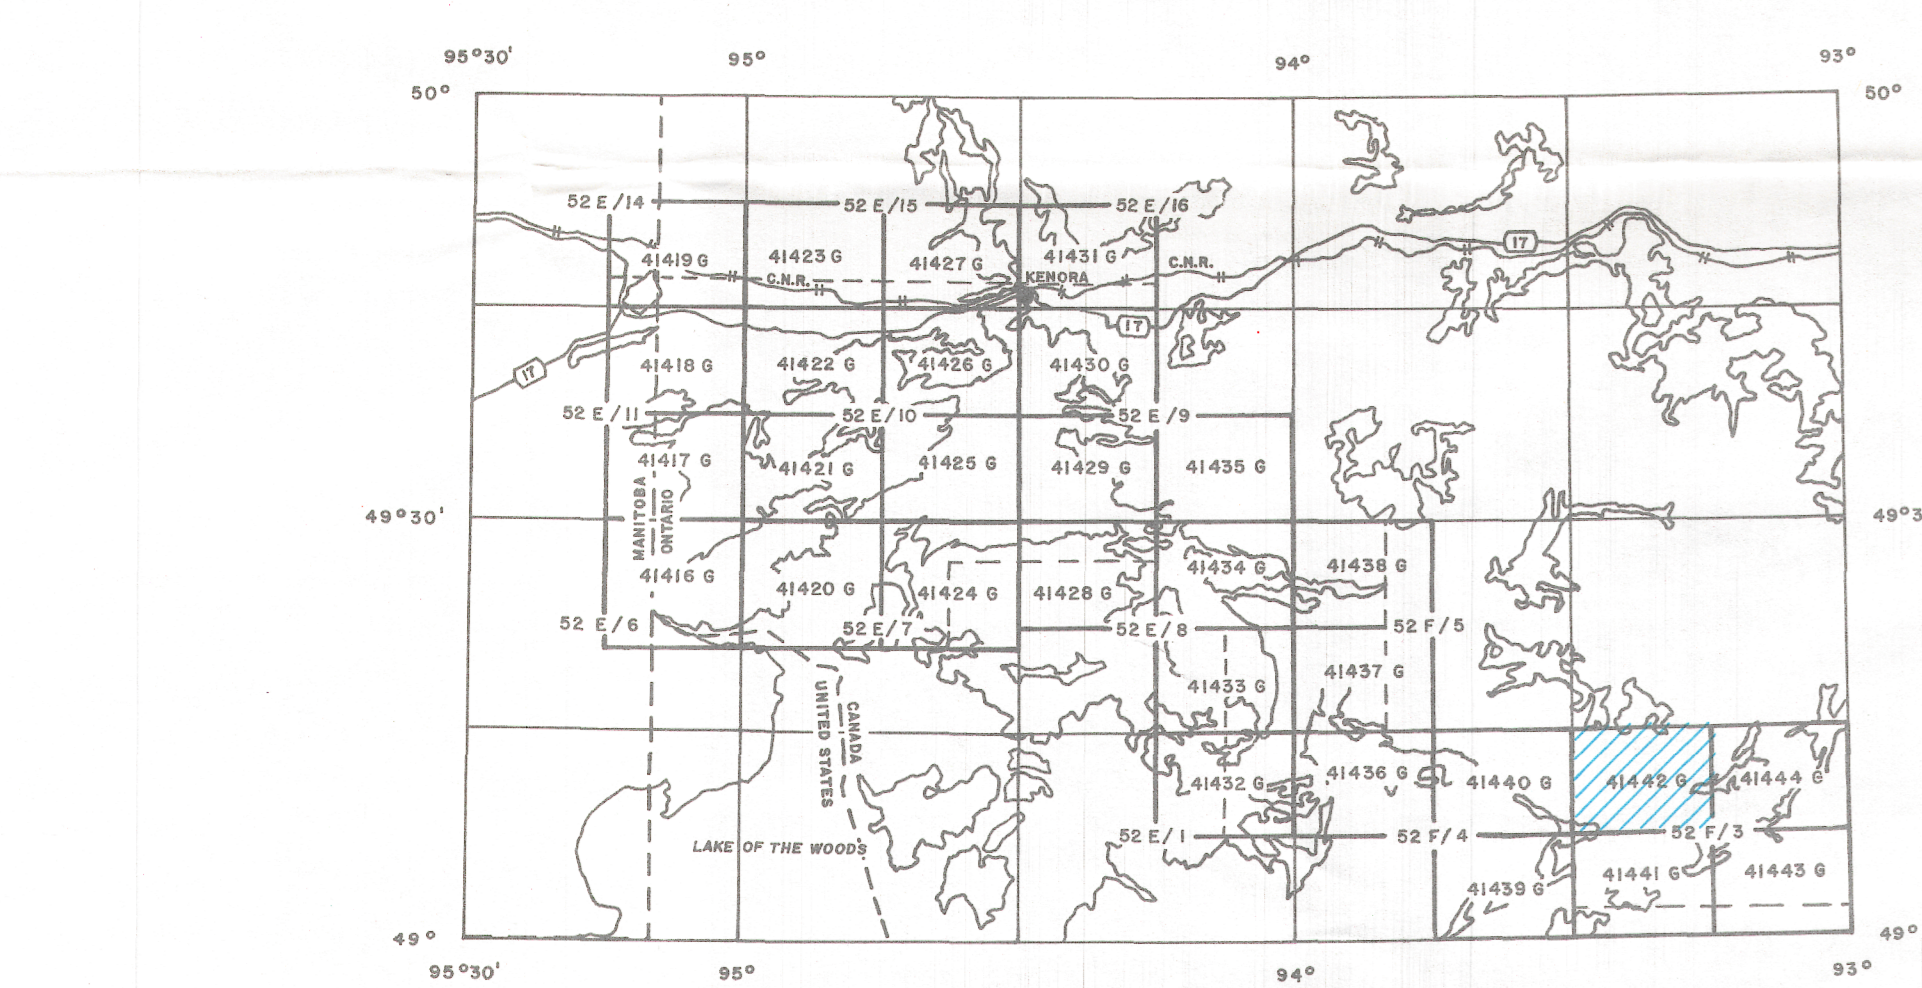 95°30' 95° 94° 93°
50° 50°
52 E/14 52 E/15 52 E/16
41419 G 41423 G 41427 G 41431 G
C.N.R. KENORA C.N.R. 17
17
17
41418 G 41422 G 41426 G 41430 G
52 E/11 52 E/10 52 E/9
41417 G 41421 G 41425 G 41429 G 41435 G
49°30' 49°3
MANITOBA
ONTARIO
41416 G 41420 G 41424 G 41428 G 41434 G 41438 G
52 E/6 52 E/7 52 E/8 52 F/5
41433 G 41437 G
CANADA
UNITED STATES
41432 G 41436 G 41440 G 41442 G 41444 G
LAKE OF THE WOODS
52 E/1 52 F/4 52 F/3
41439 G 41441 G 41443 G
49° 49°
95°30' 95° 94° 93°